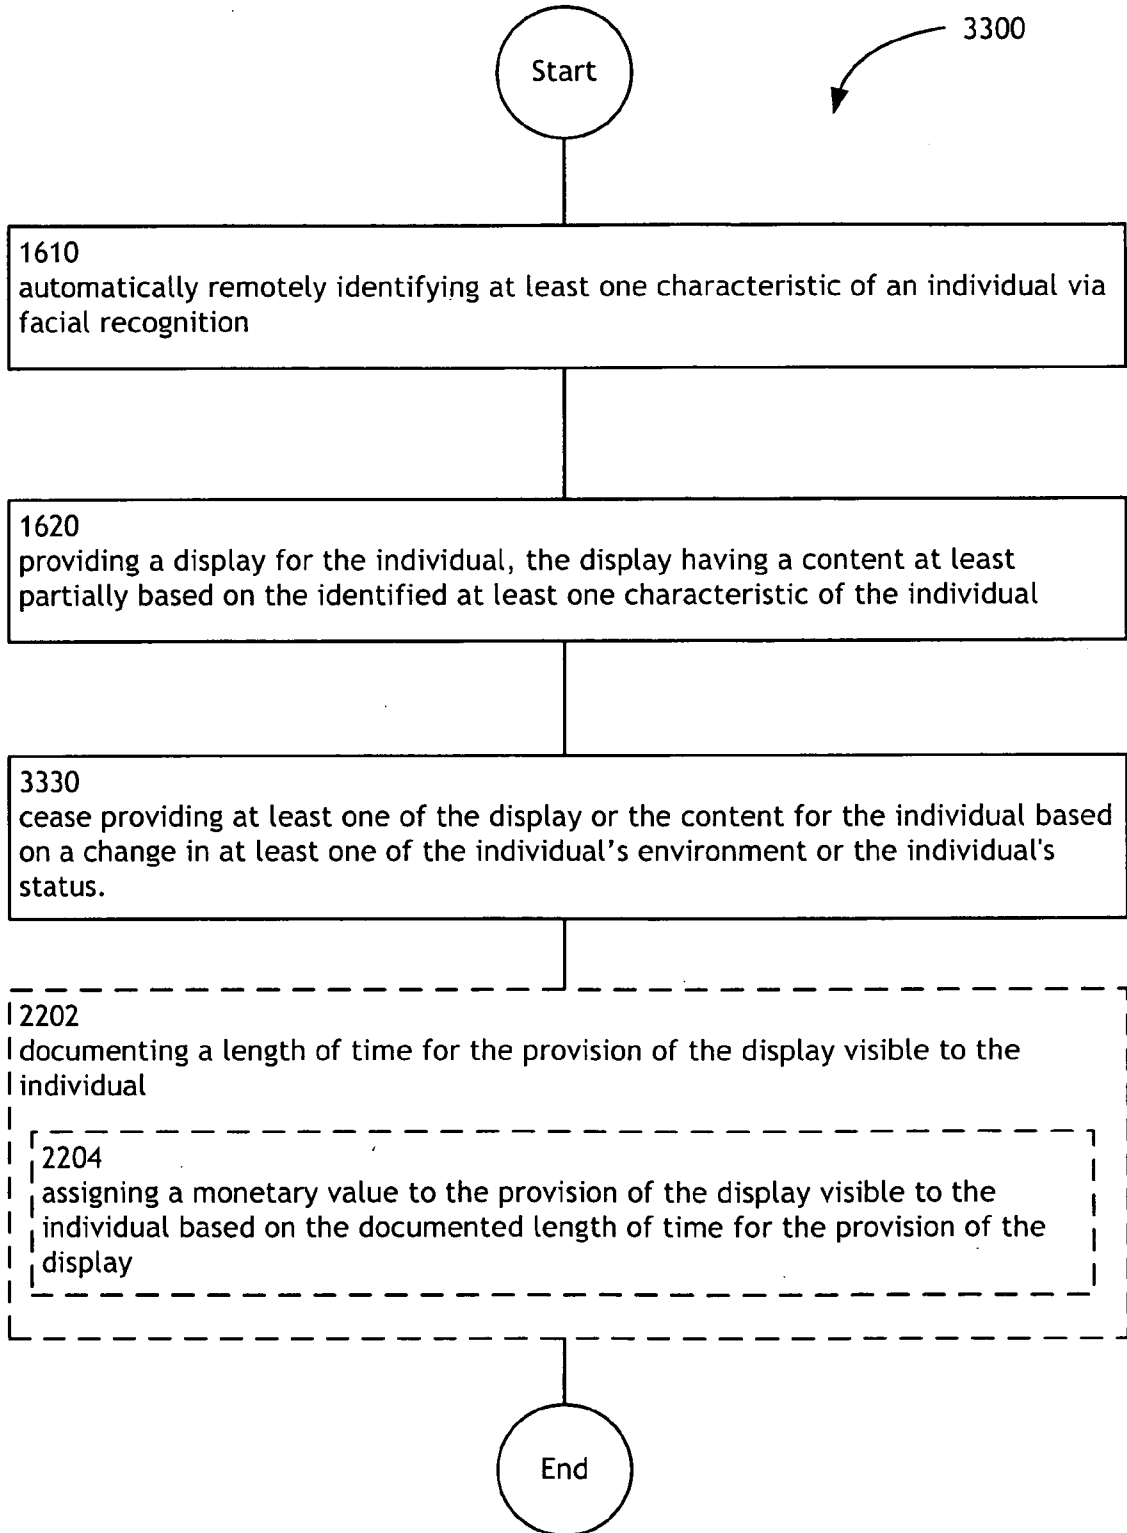 3300
Start
1610
automatically remotely identifying at least one characteristic of an individual via
facial recognition
1620
providing a display for the individual, the display having a content at least
partially based on the identified at least one characteristic of the individual
3330
cease providing at least one of the display or the content for the individual based
on a change in at least one of the individual’s environment or the individual's
status.
2202
documenting a length of time for the provision of the display visible to the
individual
2204
assigning a monetary value to the provision of the display visible to the
individual based on the documented length of time for the provision of the
display
End